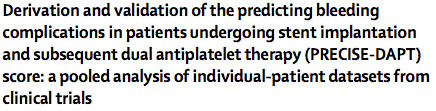 Derivation and validation of the predicting bleeding
complications in patients undergoing stent implantation
and subsequent dual antiplatelet therapy (PRECISE-DAPT)
score: a pooled analysis of individual-patient datasets from
clinical trials